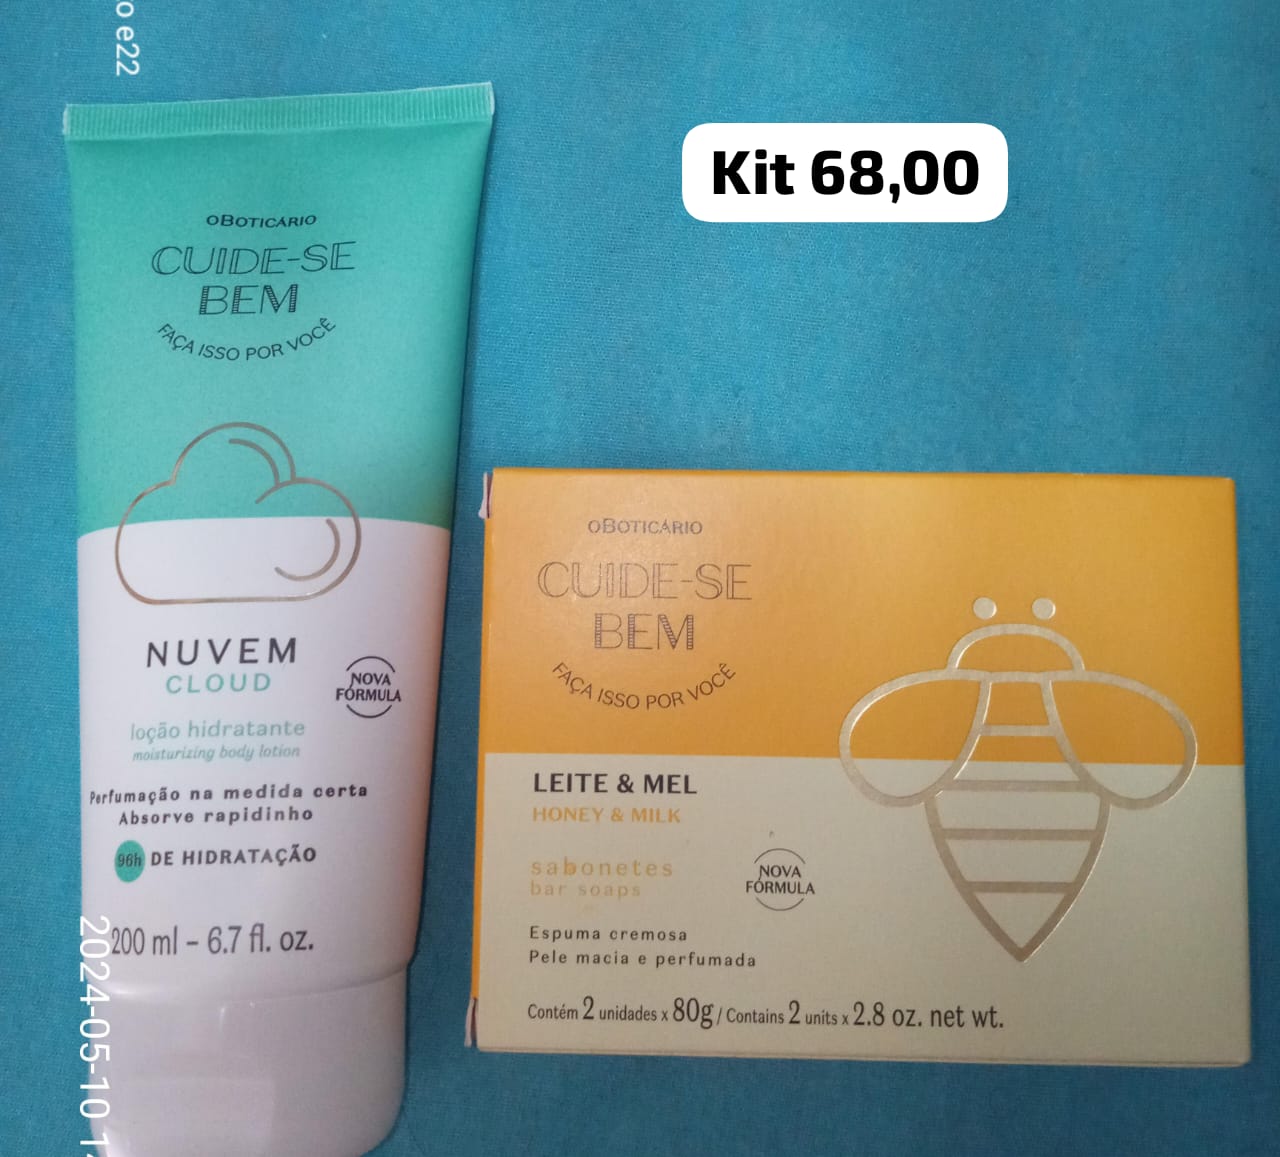 o e22
2024-05-10 1
Kit 68,00
oBOTICÁRIO
CUIDE-SE
BEM
FAÇA ISSO POR VOCÊ
NUVEM
CLOUD
NOVA
FÓRMULA
loção hidratante
moisturizing body lotion
Perfumação na medida certa
Absorve rapidinho
96h DE HIDRATAÇÃO
200 ml – 6.7 fl. oz.
oBOTICÁRIO
CUIDE-SE
BEM
FAÇA ISSO POR VOCÊ
LEITE & MEL
HONEY & MILK
sabonetes
bar soaps
NOVA
FÓRMULA
Espuma cremosa
Pele macia e perfumada
Contém 2 unidades x 80g / Contains 2 units x 2.8 oz. net wt.